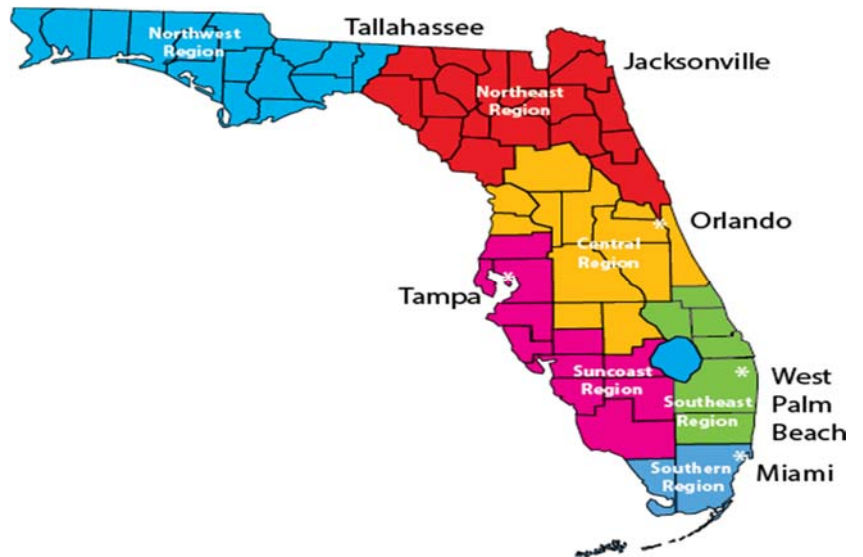 Tallahassee
Northwest
Region
Jacksonville
Northeast
Region
Orlando
Central
Region
Tampa
Suncoast
Region
West
Palm
Beach
Southeast
Region
Southern
Region
Miami